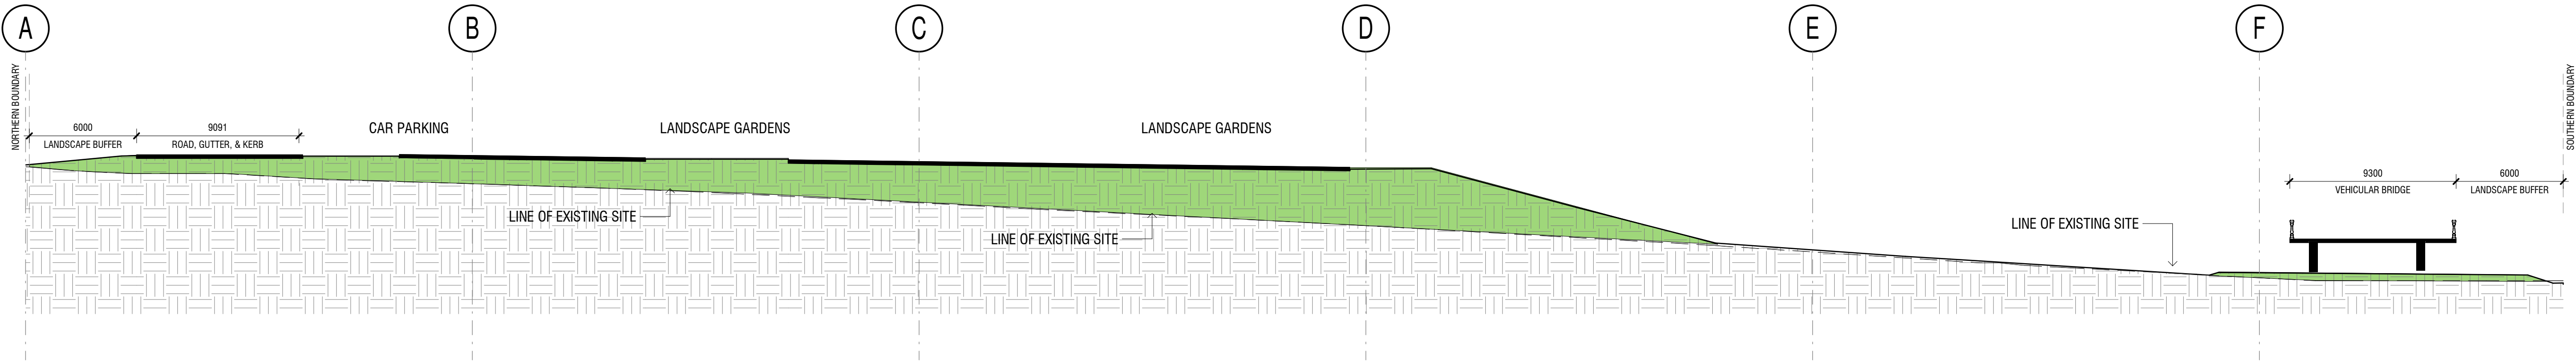 A
B
C
D
E
F
NORTHERN BOUNDARY
6000
LANDSCAPE BUFFER
9091
ROAD, GUTTER, & KERB
CAR PARKING
LANDSCAPE GARDENS
LANDSCAPE GARDENS
LINE OF EXISTING SITE
LINE OF EXISTING SITE
LINE OF EXISTING SITE
9300
VEHICULAR BRIDGE
6000
LANDSCAPE BUFFER
SOUTHERN BOUNDARY